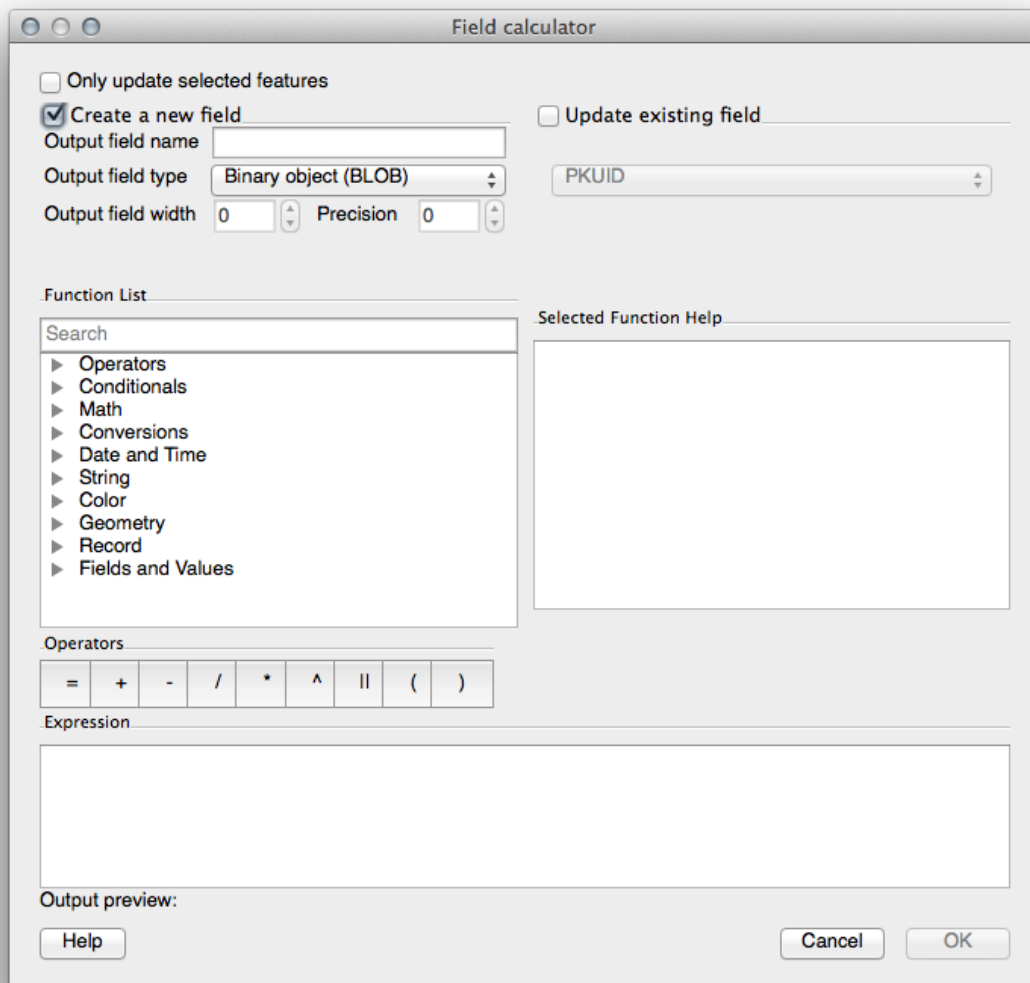 Field calculator
Only update selected features
Create a new field
Update existing field
Output field name
Output field type Binary object (BLOB)
PKUID
Output field width 0 Precision 0
Function List
Selected Function Help
Search
Operators
Conditionals
Math
Conversions
Date and Time
String
Color
Geometry
Record
Fields and Values
Operators
= + - / * ^ || ( )
Expression
Output preview:
Help Cancel OK